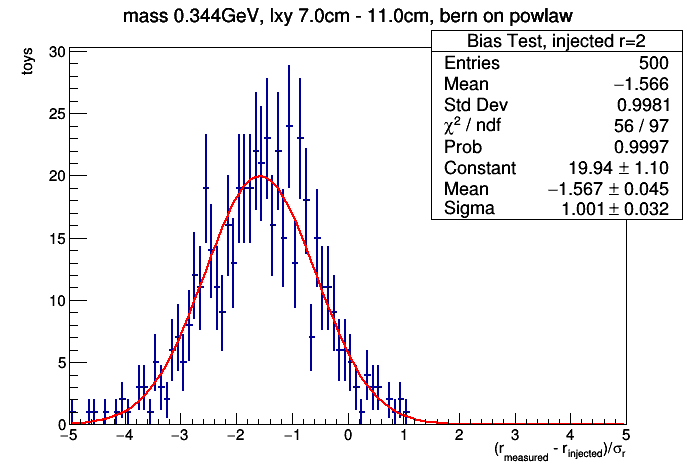 mass 0.344GeV, lxy 7.0cm - 11.0cm, bern on powlaw
Bias Test, injected r=2
Entries 500
Mean −1.566
Std Dev 0.9981
χ² / ndf 56 / 97
Prob 0.9997
Constant 19.94 ± 1.10
Mean −1.567 ± 0.045
Sigma 1.001 ± 0.032
toys
30
25
20
15
10
5
0
−5 −4 −3 −2 −1 0 1 2 3 4 5
(r_measured - r_injected)/σ_r